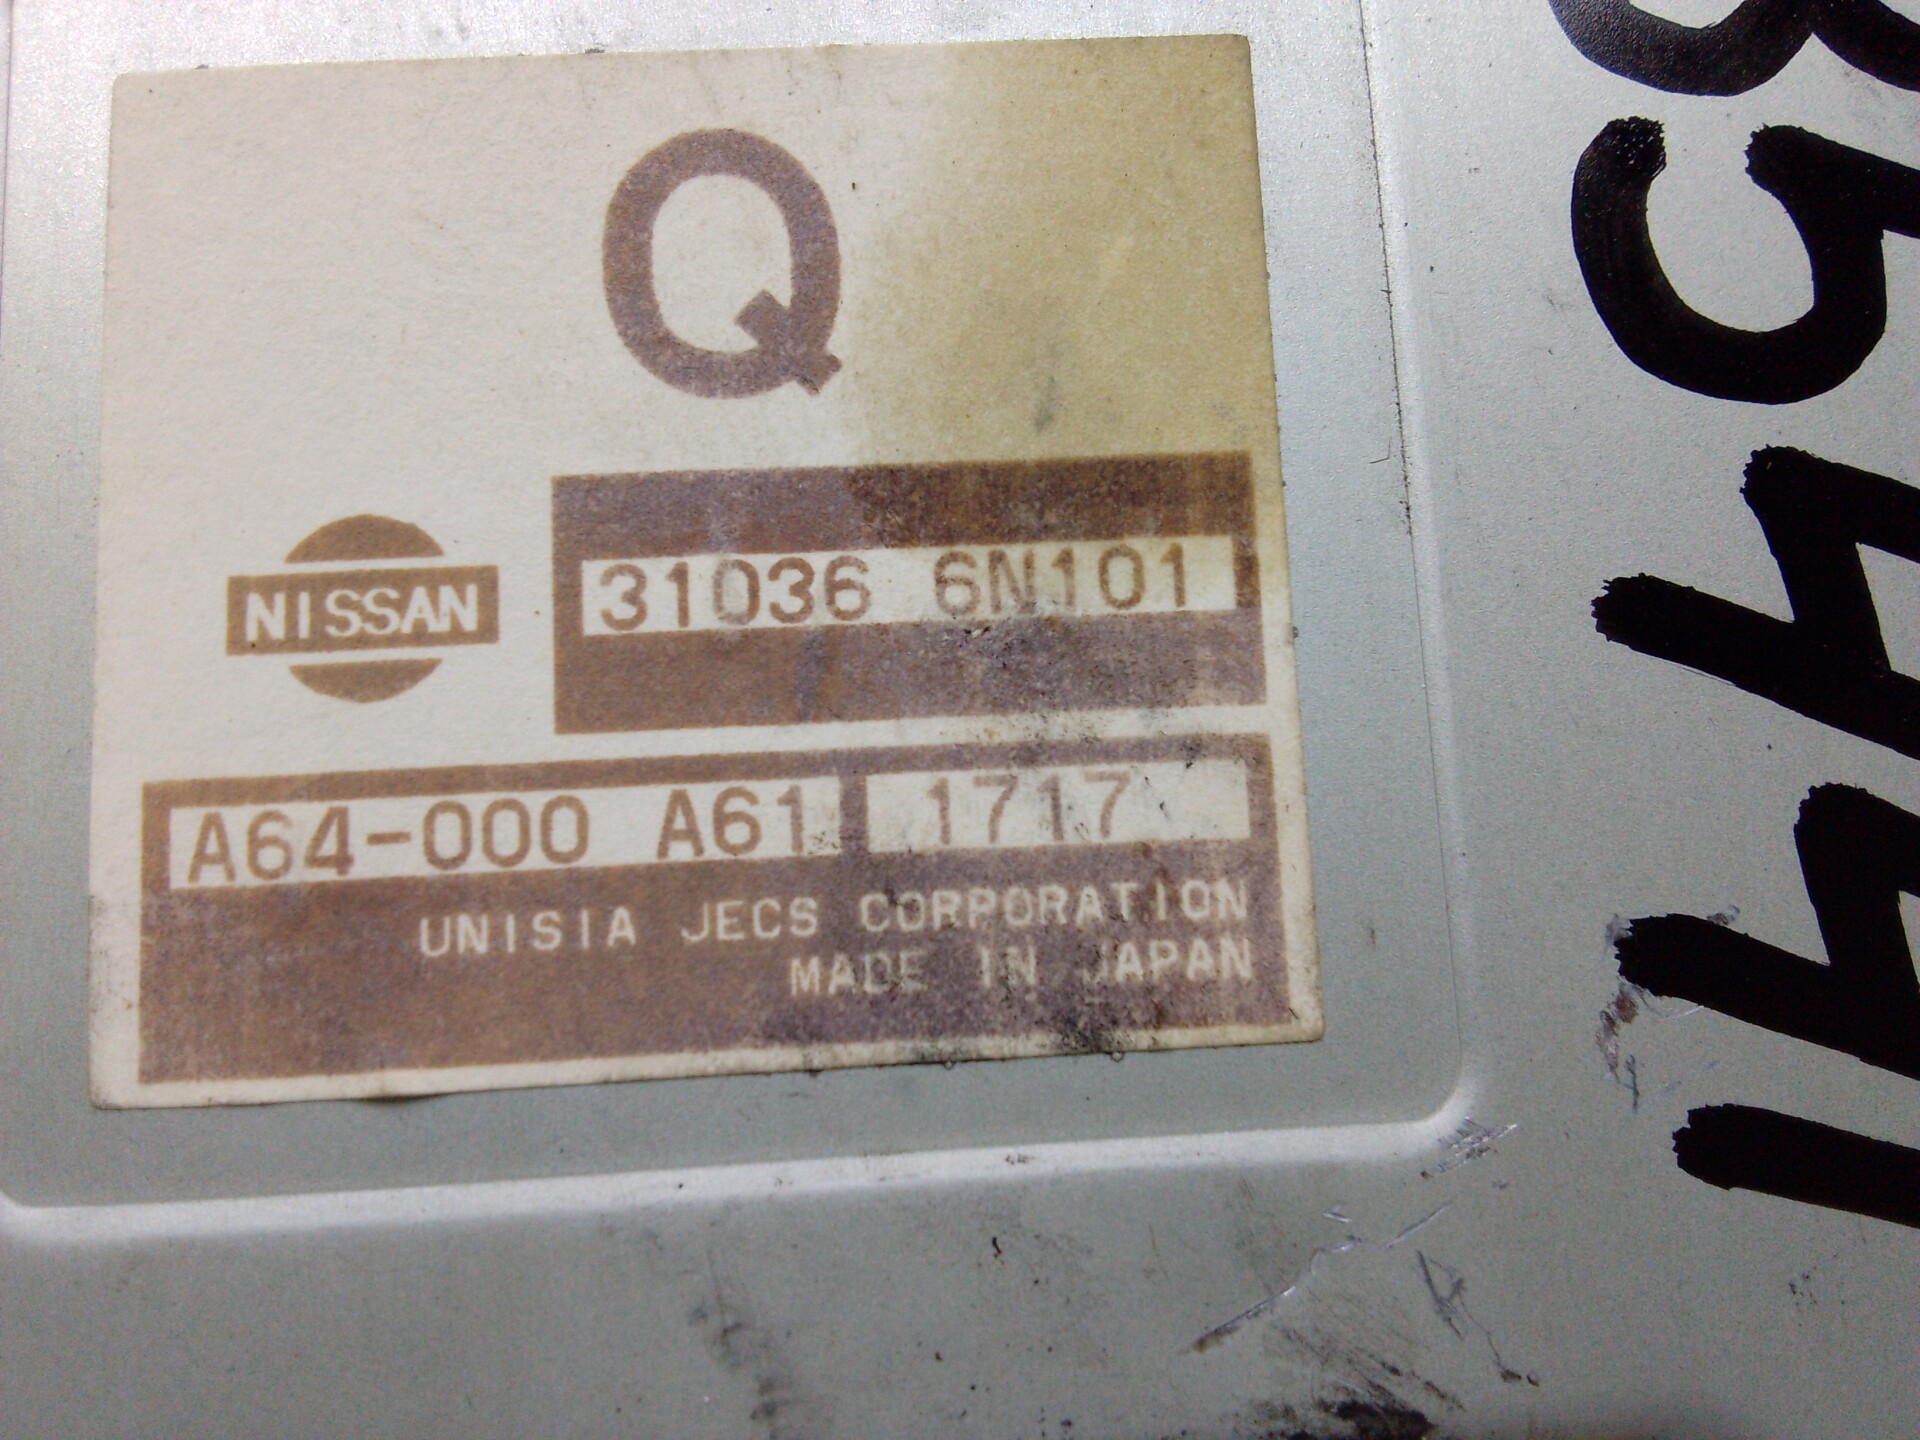 Q
NISSAN
31036 6N101
A64-000 A61 1717
UNISIA JECS CORPORATION
MADE IN JAPAN